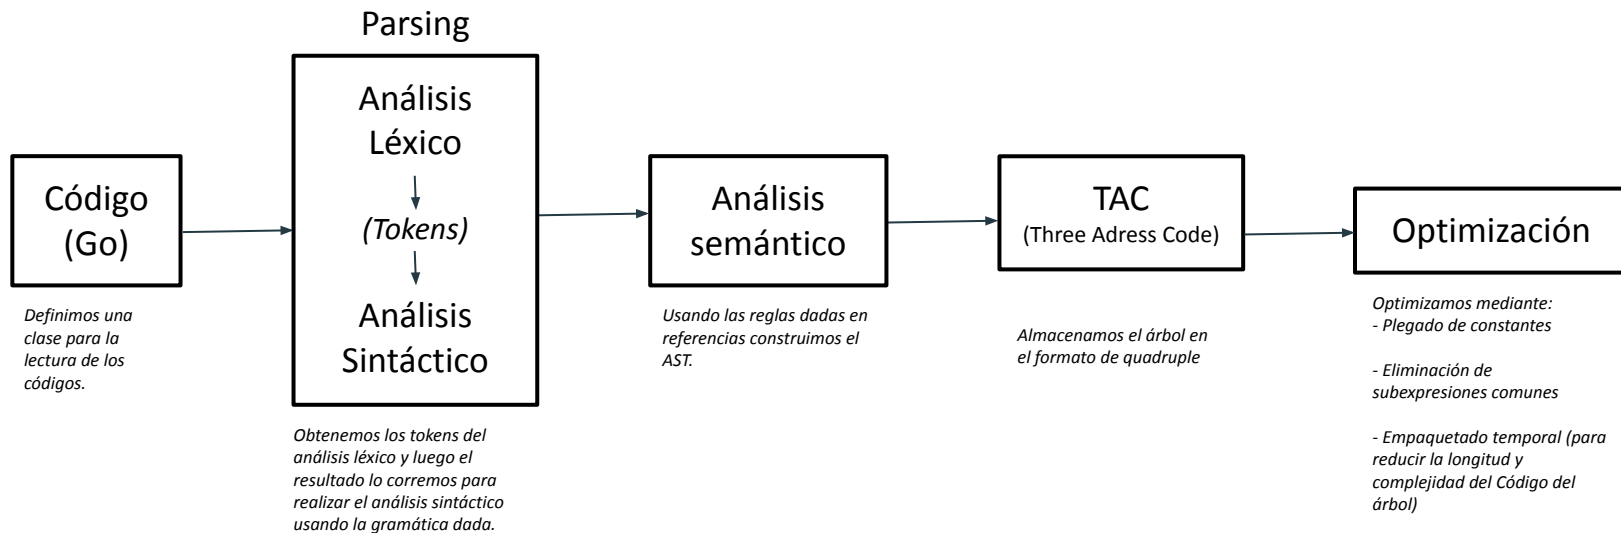 Parsing
Análisis
Léxico
(Tokens)
Análisis
Sintáctico
Código
(Go)
Análisis
semántico
TAC
(Three Adress Code)
Optimización
Definimos una
clase para la
lectura de los
códigos.
Obtenemos los tokens del
análisis léxico y luego el
resultado lo corremos para
realizar el análisis sintáctico
usando la gramática dada.
Usando las reglas dadas en
referencias construimos el
AST.
Almacenamos el árbol en
el formato de quadruple
Optimizamos mediante:
- Plegado de constantes
- Eliminación de
subexpresiones comunes
- Empaquetado temporal (para
reducir la longitud y
complejidad del Código del
árbol)